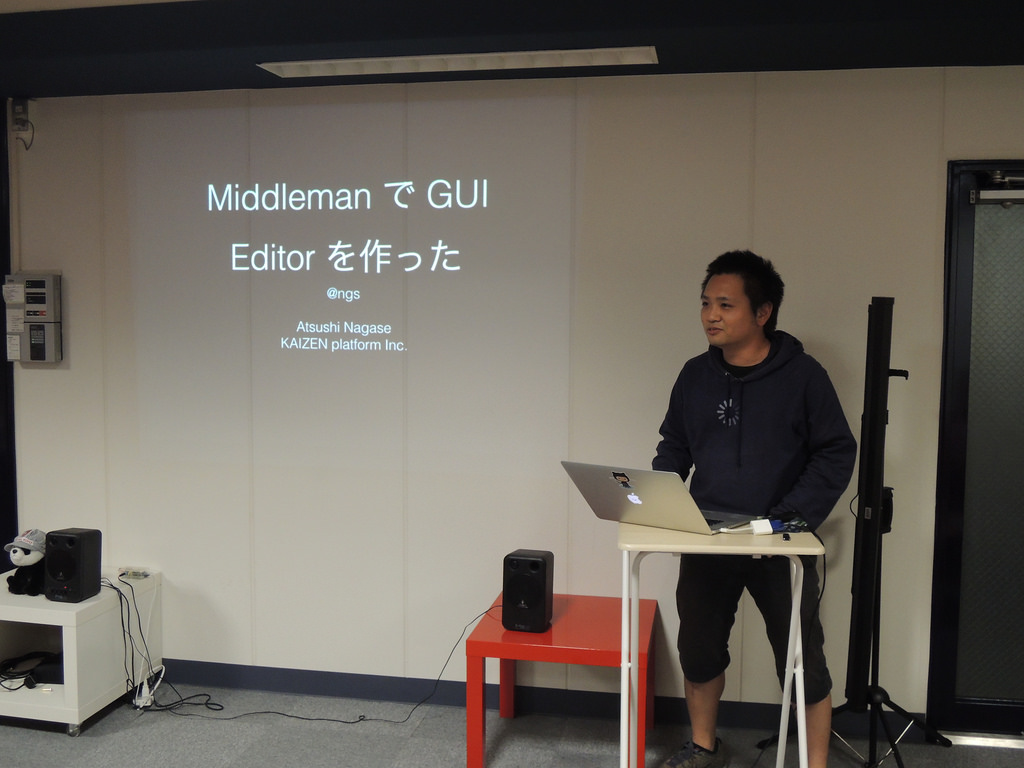 Middleman で GUI
Editor を作った
@ngs
Atsushi Nagase
KAIZEN platform Inc.